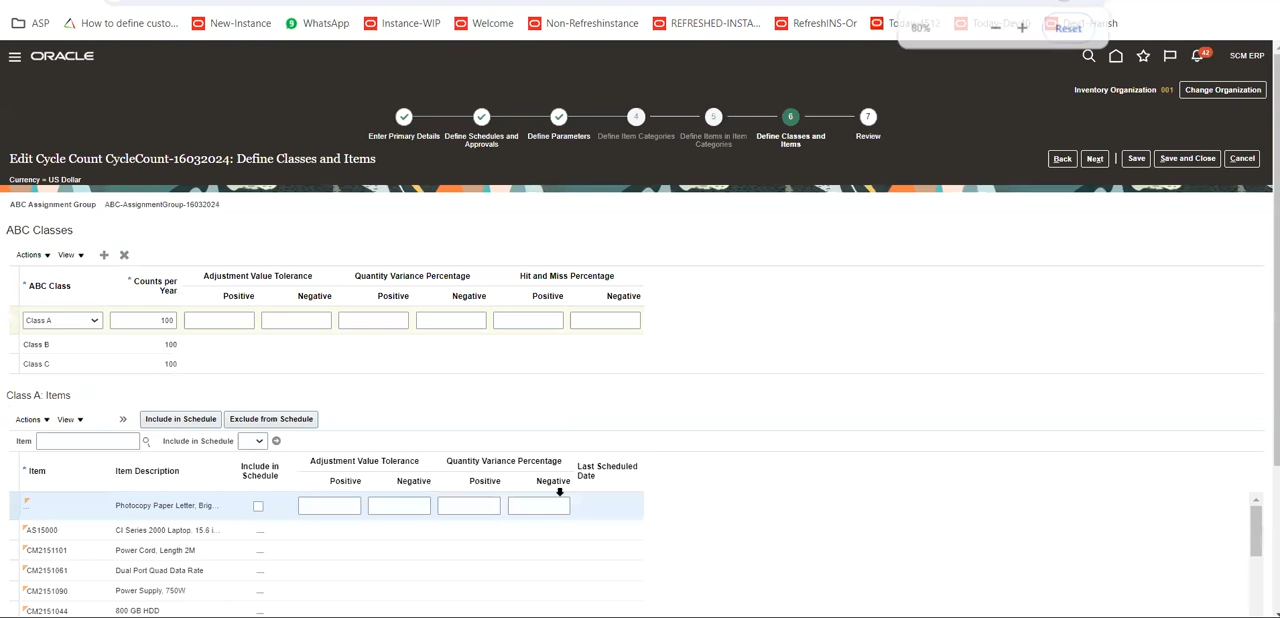 ASP How to define custo... New-Instance WhatsApp Instance-WIP Welcome Non-Refreshinstance REFRESHED-INSTA... RefreshINS-Or
80% Reset
ORACLE 42 SCM ERP
Inventory Organization 001 Change Organization
4 5 6 7
Enter Primary Details Define Schedules and Approvals Define Parameters Define Item Categories Define Items in Item Categories Define Classes and Items Review
Edit Cycle Count CycleCount-16032024: Define Classes and Items Back Next Save Save and Close Cancel
Currency = US Dollar
ABC Assignment Group ABC-AssignmentGroup-16032024
ABC Classes
Actions View
* ABC Class * Counts per Year Adjustment Value Tolerance Quantity Variance Percentage Hit and Miss Percentage
Positive Negative Positive Negative Positive Negative
Class A 100
Class B 100
Class C 100
Class A: Items
Actions View » Include in Schedule Exclude from Schedule
Item Include in Schedule
* Item Item Description Include in Schedule Adjustment Value Tolerance Quantity Variance Percentage Last Scheduled Date
Positive Negative Positive Negative
... Photocopy Paper Letter, Brig...
AS15000 CI Series 2000 Laptop, 15.6 i...
CM2151101 Power Cord, Length 2M
CM2151061 Dual Port Quad Data Rate
CM2151090 Power Supply, 750W
CM2151044 800 GB HDD